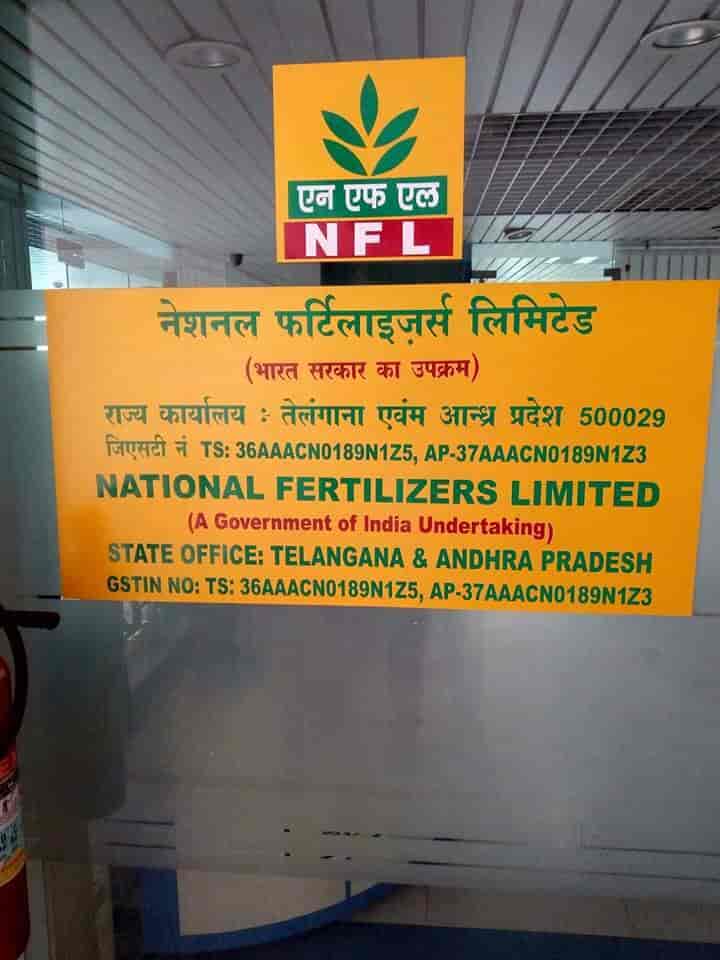 एन एफ एल
NFL
नेशनल फर्टिलाइज़र्स लिमिटेड
(भारत सरकार का उपक्रम)
राज्य कार्यालय : तेलंगाना एवंम आन्ध्र प्रदेश 500029
जिएसटी नं TS: 36AAACN0189N1Z5, AP-37AAACN0189N1Z3
NATIONAL FERTILIZERS LIMITED
(A Government of India Undertaking)
STATE OFFICE: TELANGANA & ANDHRA PRADESH
GSTIN NO: TS: 36AAACN0189N1Z5, AP-37AAACN0189N1Z3